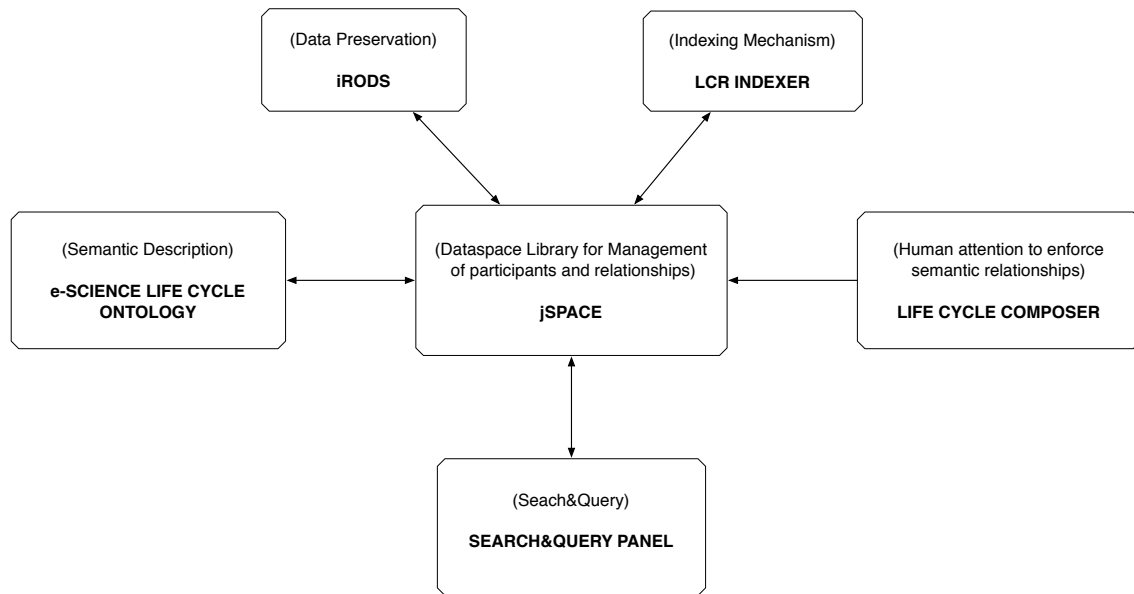 (Data Preservation)
iRODS
(Indexing Mechanism)
LCR INDEXER
(Semantic Description)
e-SCIENCE LIFE CYCLE
ONTOLOGY
(Dataspace Library for Management
of participants and relationships)
jSPACE
(Human attention to enforce
semantic relationships)
LIFE CYCLE COMPOSER
(Seach&Query)
SEARCH&QUERY PANEL